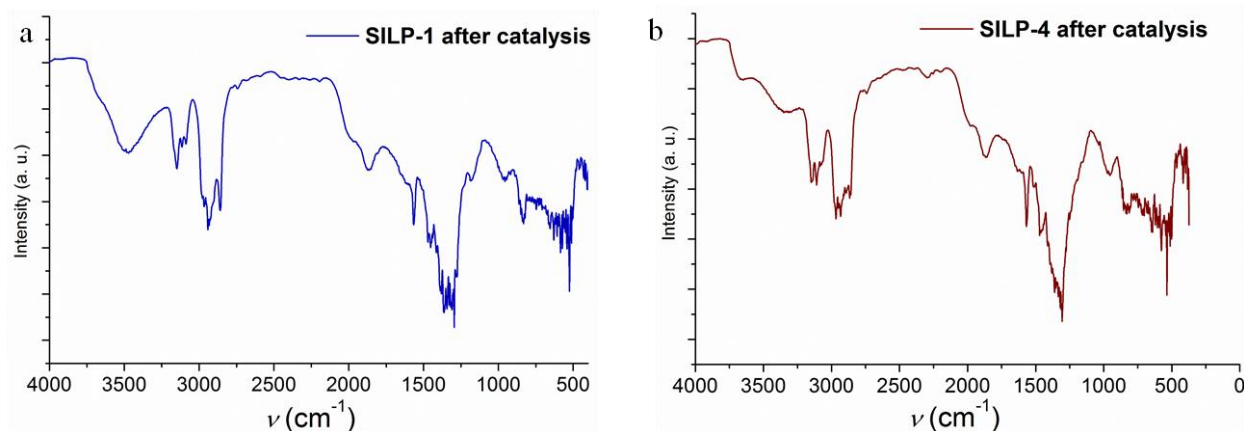 a
SILP-1 after catalysis
Intensity (a. u.)
4000 3500 3000 2500 2000 1500 1000 500
ν (cm⁻¹)
b
SILP-4 after catalysis
Intensity (a. u.)
4000 3500 3000 2500 2000 1500 1000 500 0
ν (cm⁻¹)